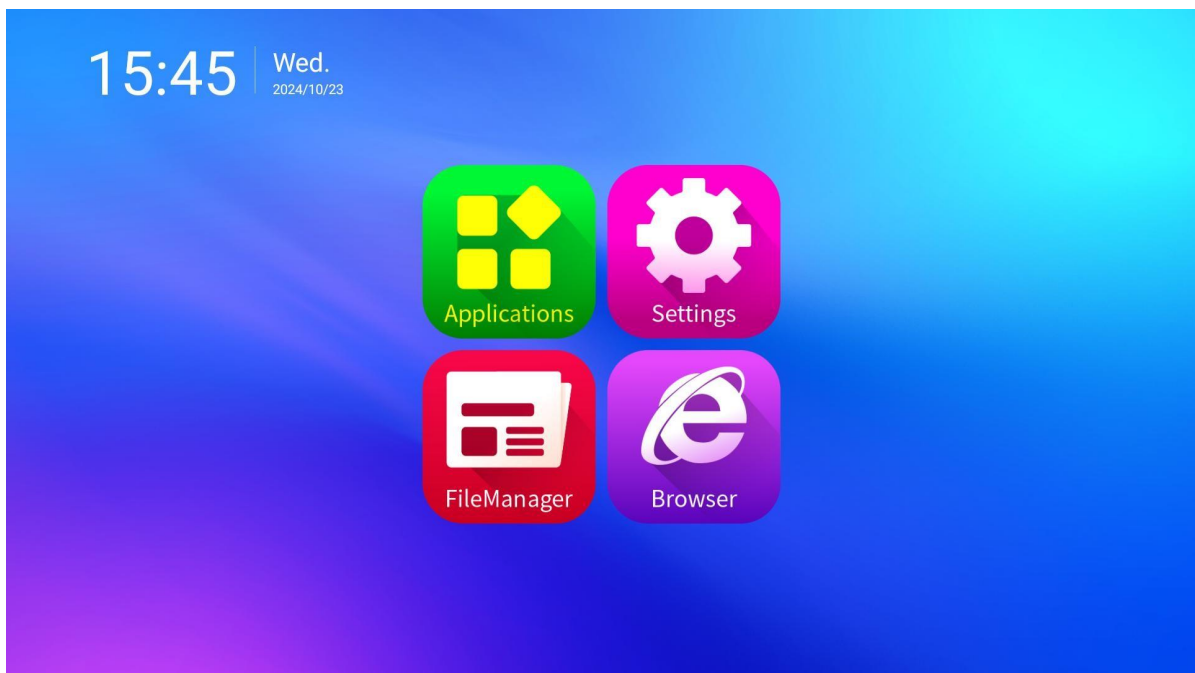 15:45
Wed.
2024/10/23
Applications
Settings
FileManager
Browser